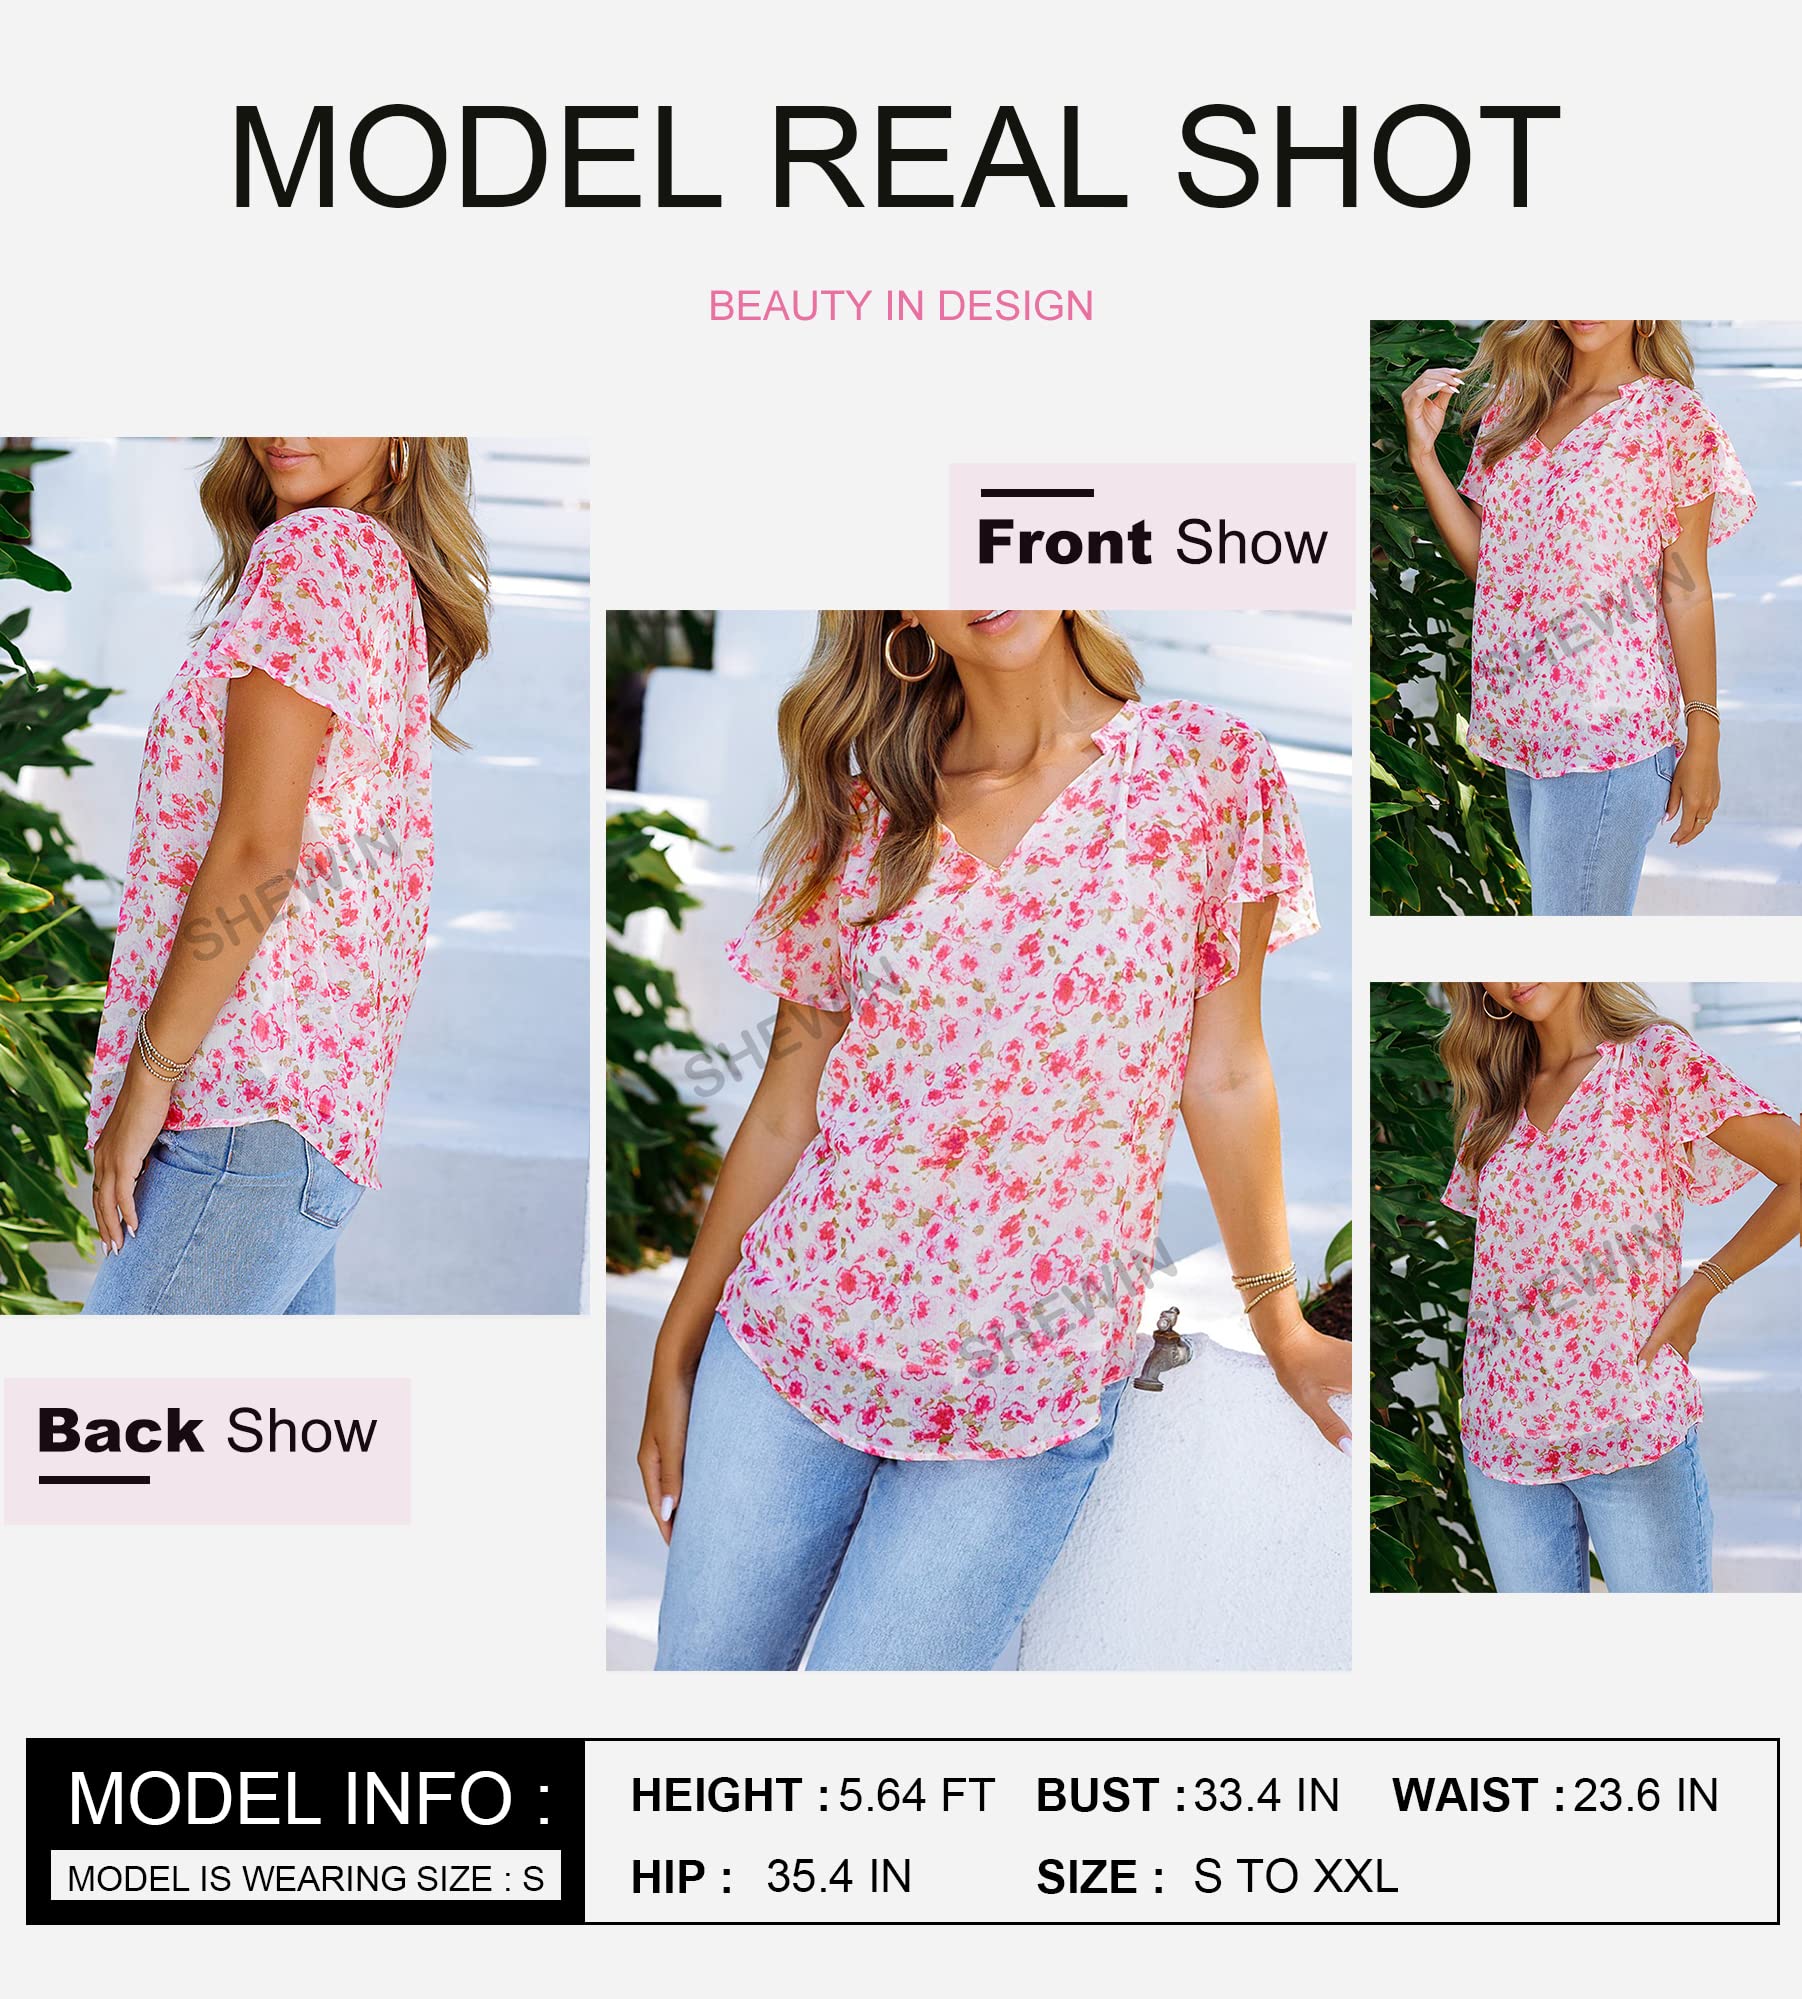 MODEL REAL SHOT
BEAUTY IN DESIGN
Front Show
SHEWIN
SHEWIN
SHEWIN
SHEWIN
SHEWIN
Back Show
MODEL INFO :
MODEL IS WEARING SIZE : S
HEIGHT : 5.64 FT BUST : 33.4 IN WAIST : 23.6 IN
HIP : 35.4 IN SIZE : S TO XXL